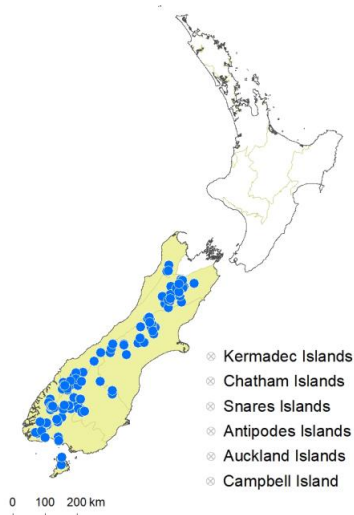 Kermadec Islands
Chatham Islands
Snares Islands
Antipodes Islands
Auckland Islands
Campbell Island
0 100 200 km